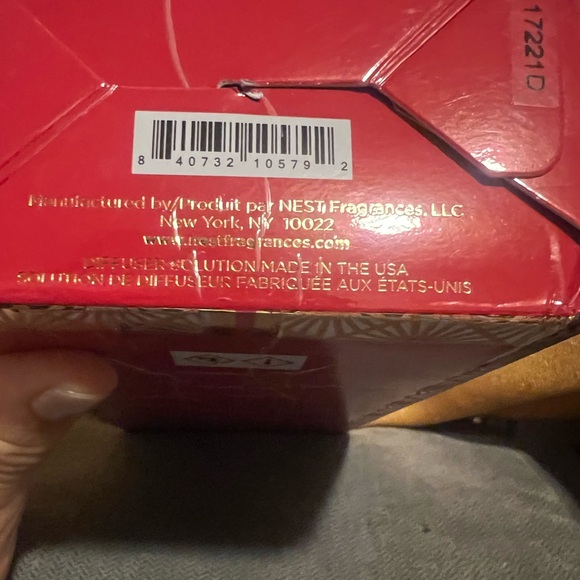 17221D
8 40732 10579 2
Manufactured by/Produit par NEST Fragrances, LLC
New York, NY 10022
www.nestfragrances.com
DIFFUSER SOLUTION MADE IN THE USA
SOLUTION DE DIFFUSEUR FABRIQUÉE AUX ÉTATS-UNIS